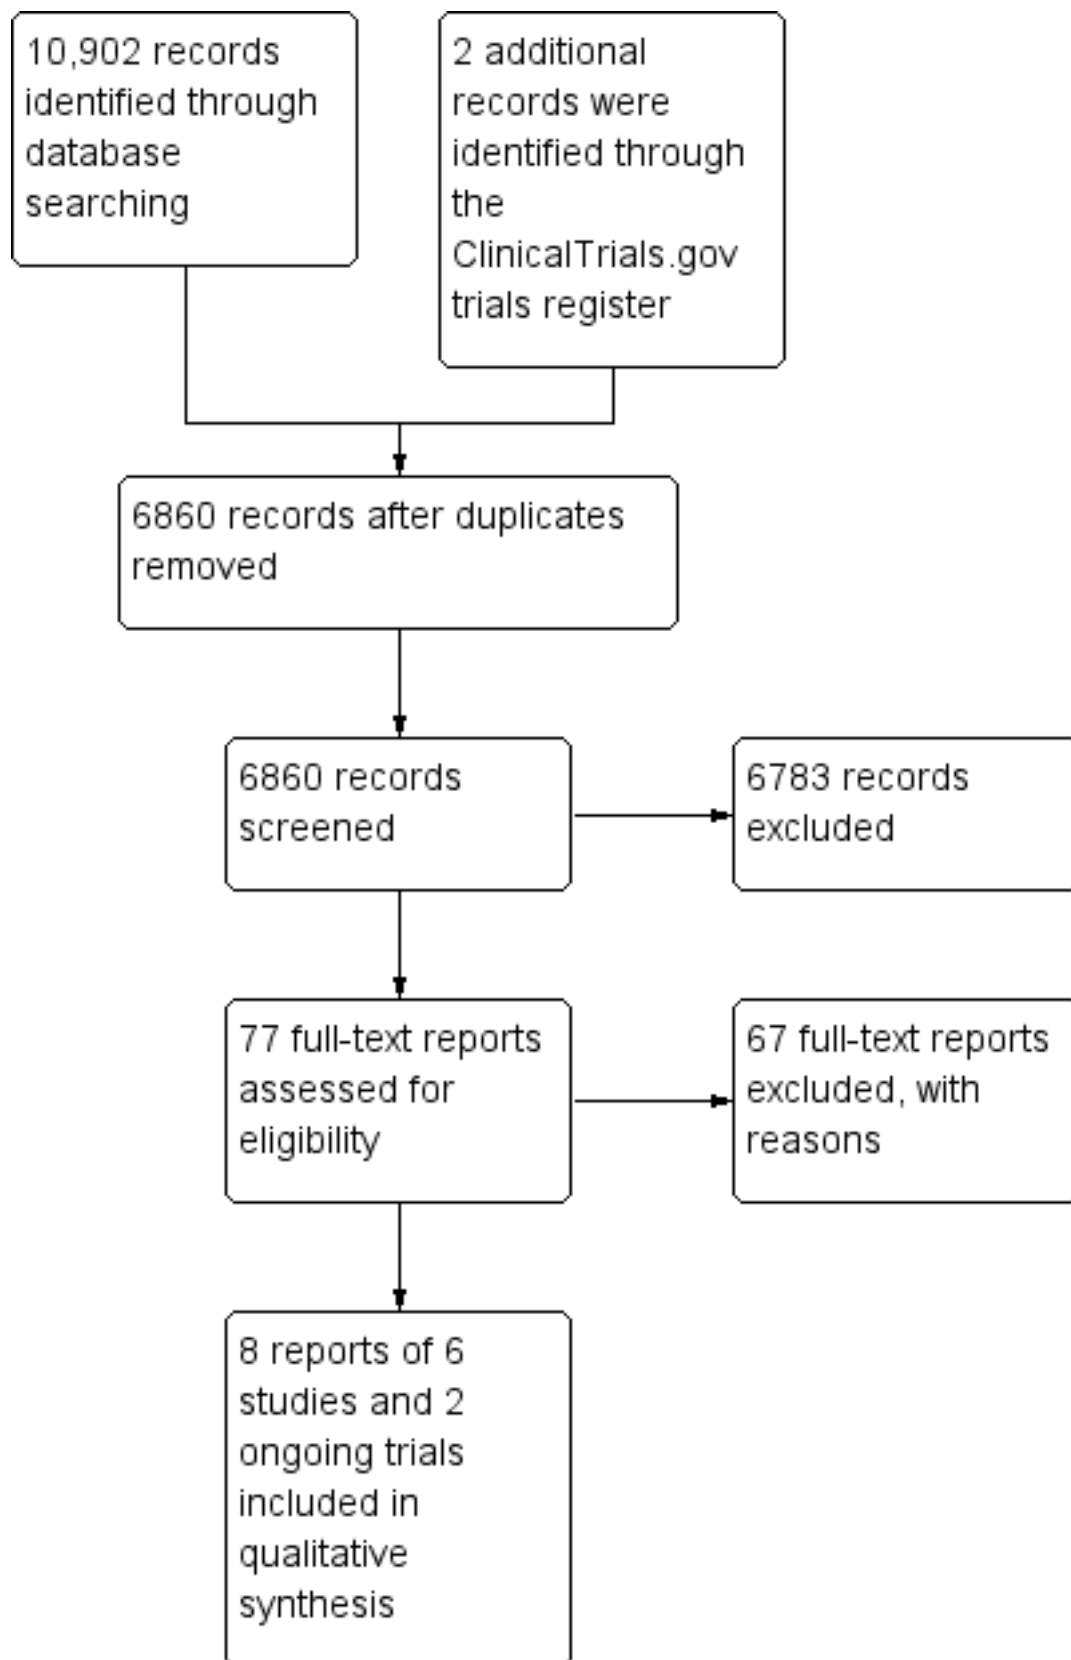 10,902 records
identified through
database
searching
2 additional
records were
identified through
the
ClinicalTrials.gov
trials register
6860 records after duplicates
removed
6860 records
screened
6783 records
excluded
77 full-text reports
assessed for
eligibility
67 full-text reports
excluded, with
reasons
8 reports of 6
studies and 2
ongoing trials
included in
qualitative
synthesis